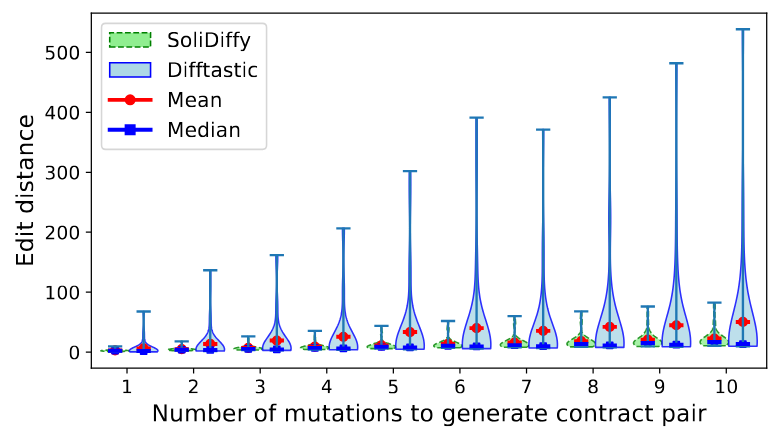 SoliDiffy
Difftastic
Mean
Median
Edit distance
500
400
300
200
100
0
1 2 3 4 5 6 7 8 9 10
Number of mutations to generate contract pair